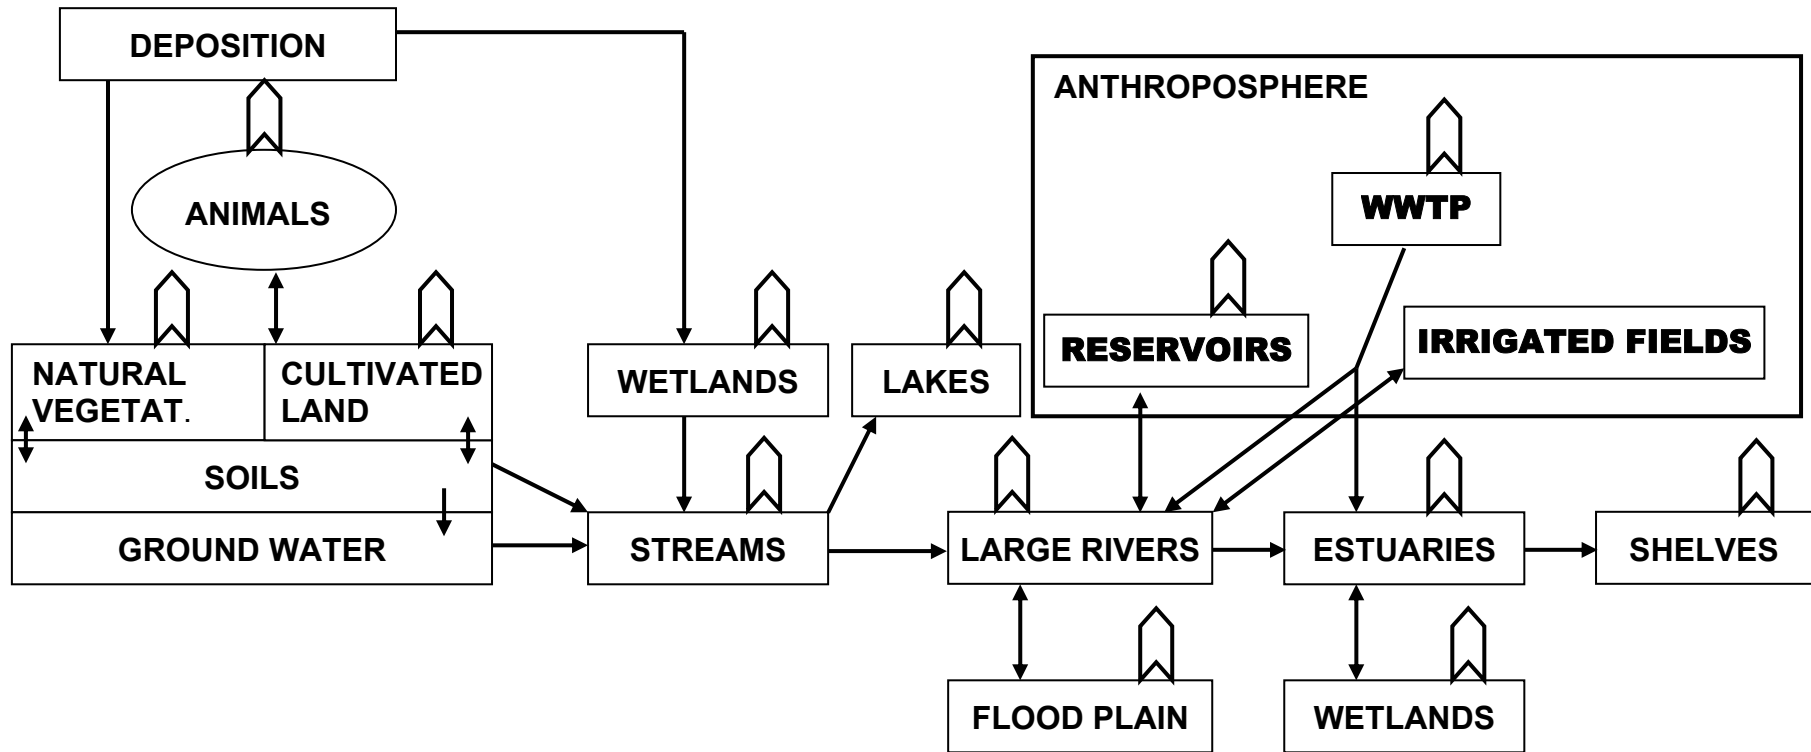 DEPOSITION
ANTHROPOSPHERE
ANIMALS
WWTP
RESERVOIRS
IRRIGATED FIELDS
NATURAL
VEGETAT.
CULTIVATED
LAND
WETLANDS
LAKES
SOILS
GROUND WATER
STREAMS
LARGE RIVERS
ESTUARIES
SHELVES
FLOOD PLAIN
WETLANDS